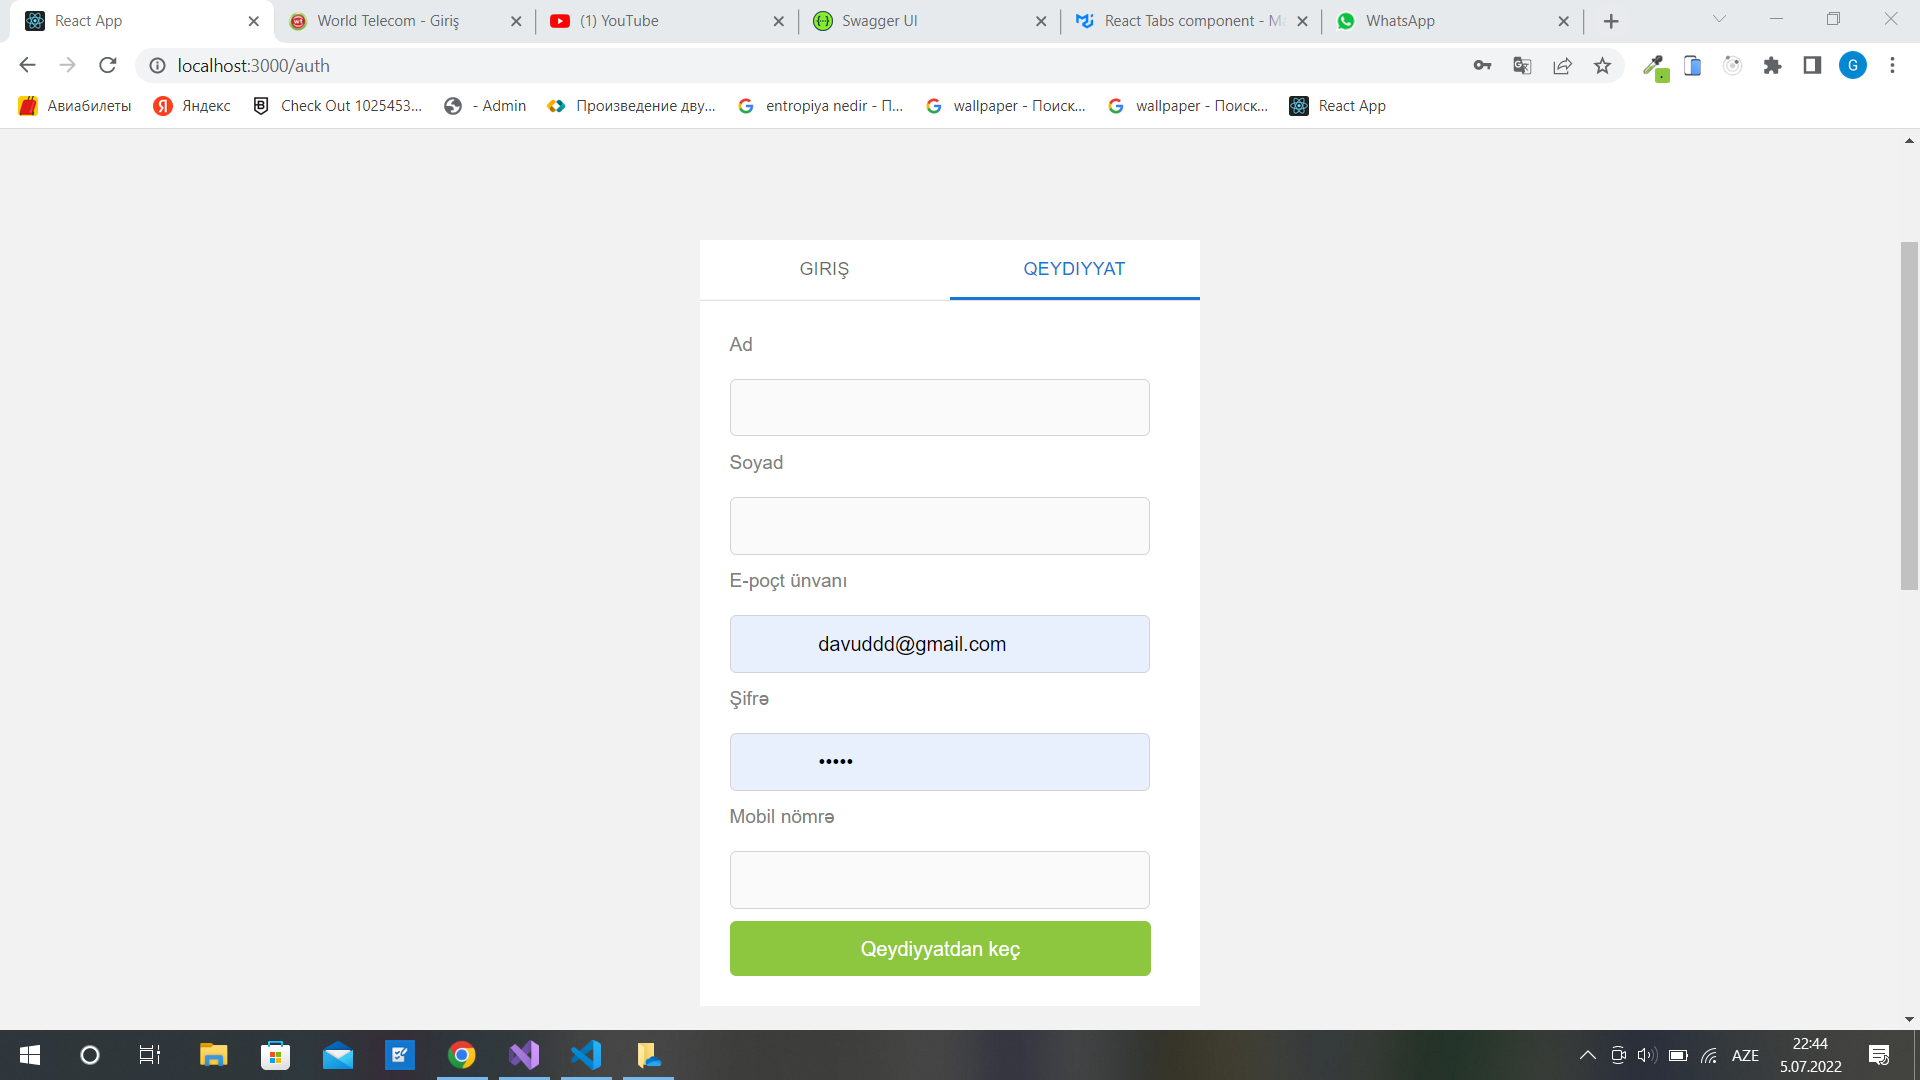 React App
World Telecom - Giriş
(1) YouTube
Swagger UI
React Tabs component - M
WhatsApp
localhost:3000/auth
G
Авиабилеты
Яндекс
Check Out 1025453...
- Admin
Произведение дву...
entropiya nedir - П...
wallpaper - Поиск...
wallpaper - Поиск...
React App
GIRIŞ
QEYDIYYAT
Ad
Soyad
E-poçt ünvanı
davuddd@gmail.com
Şifrə
•••••
Mobil nömrə
Qeydiyyatdan keç
AZE
22:44
5.07.2022